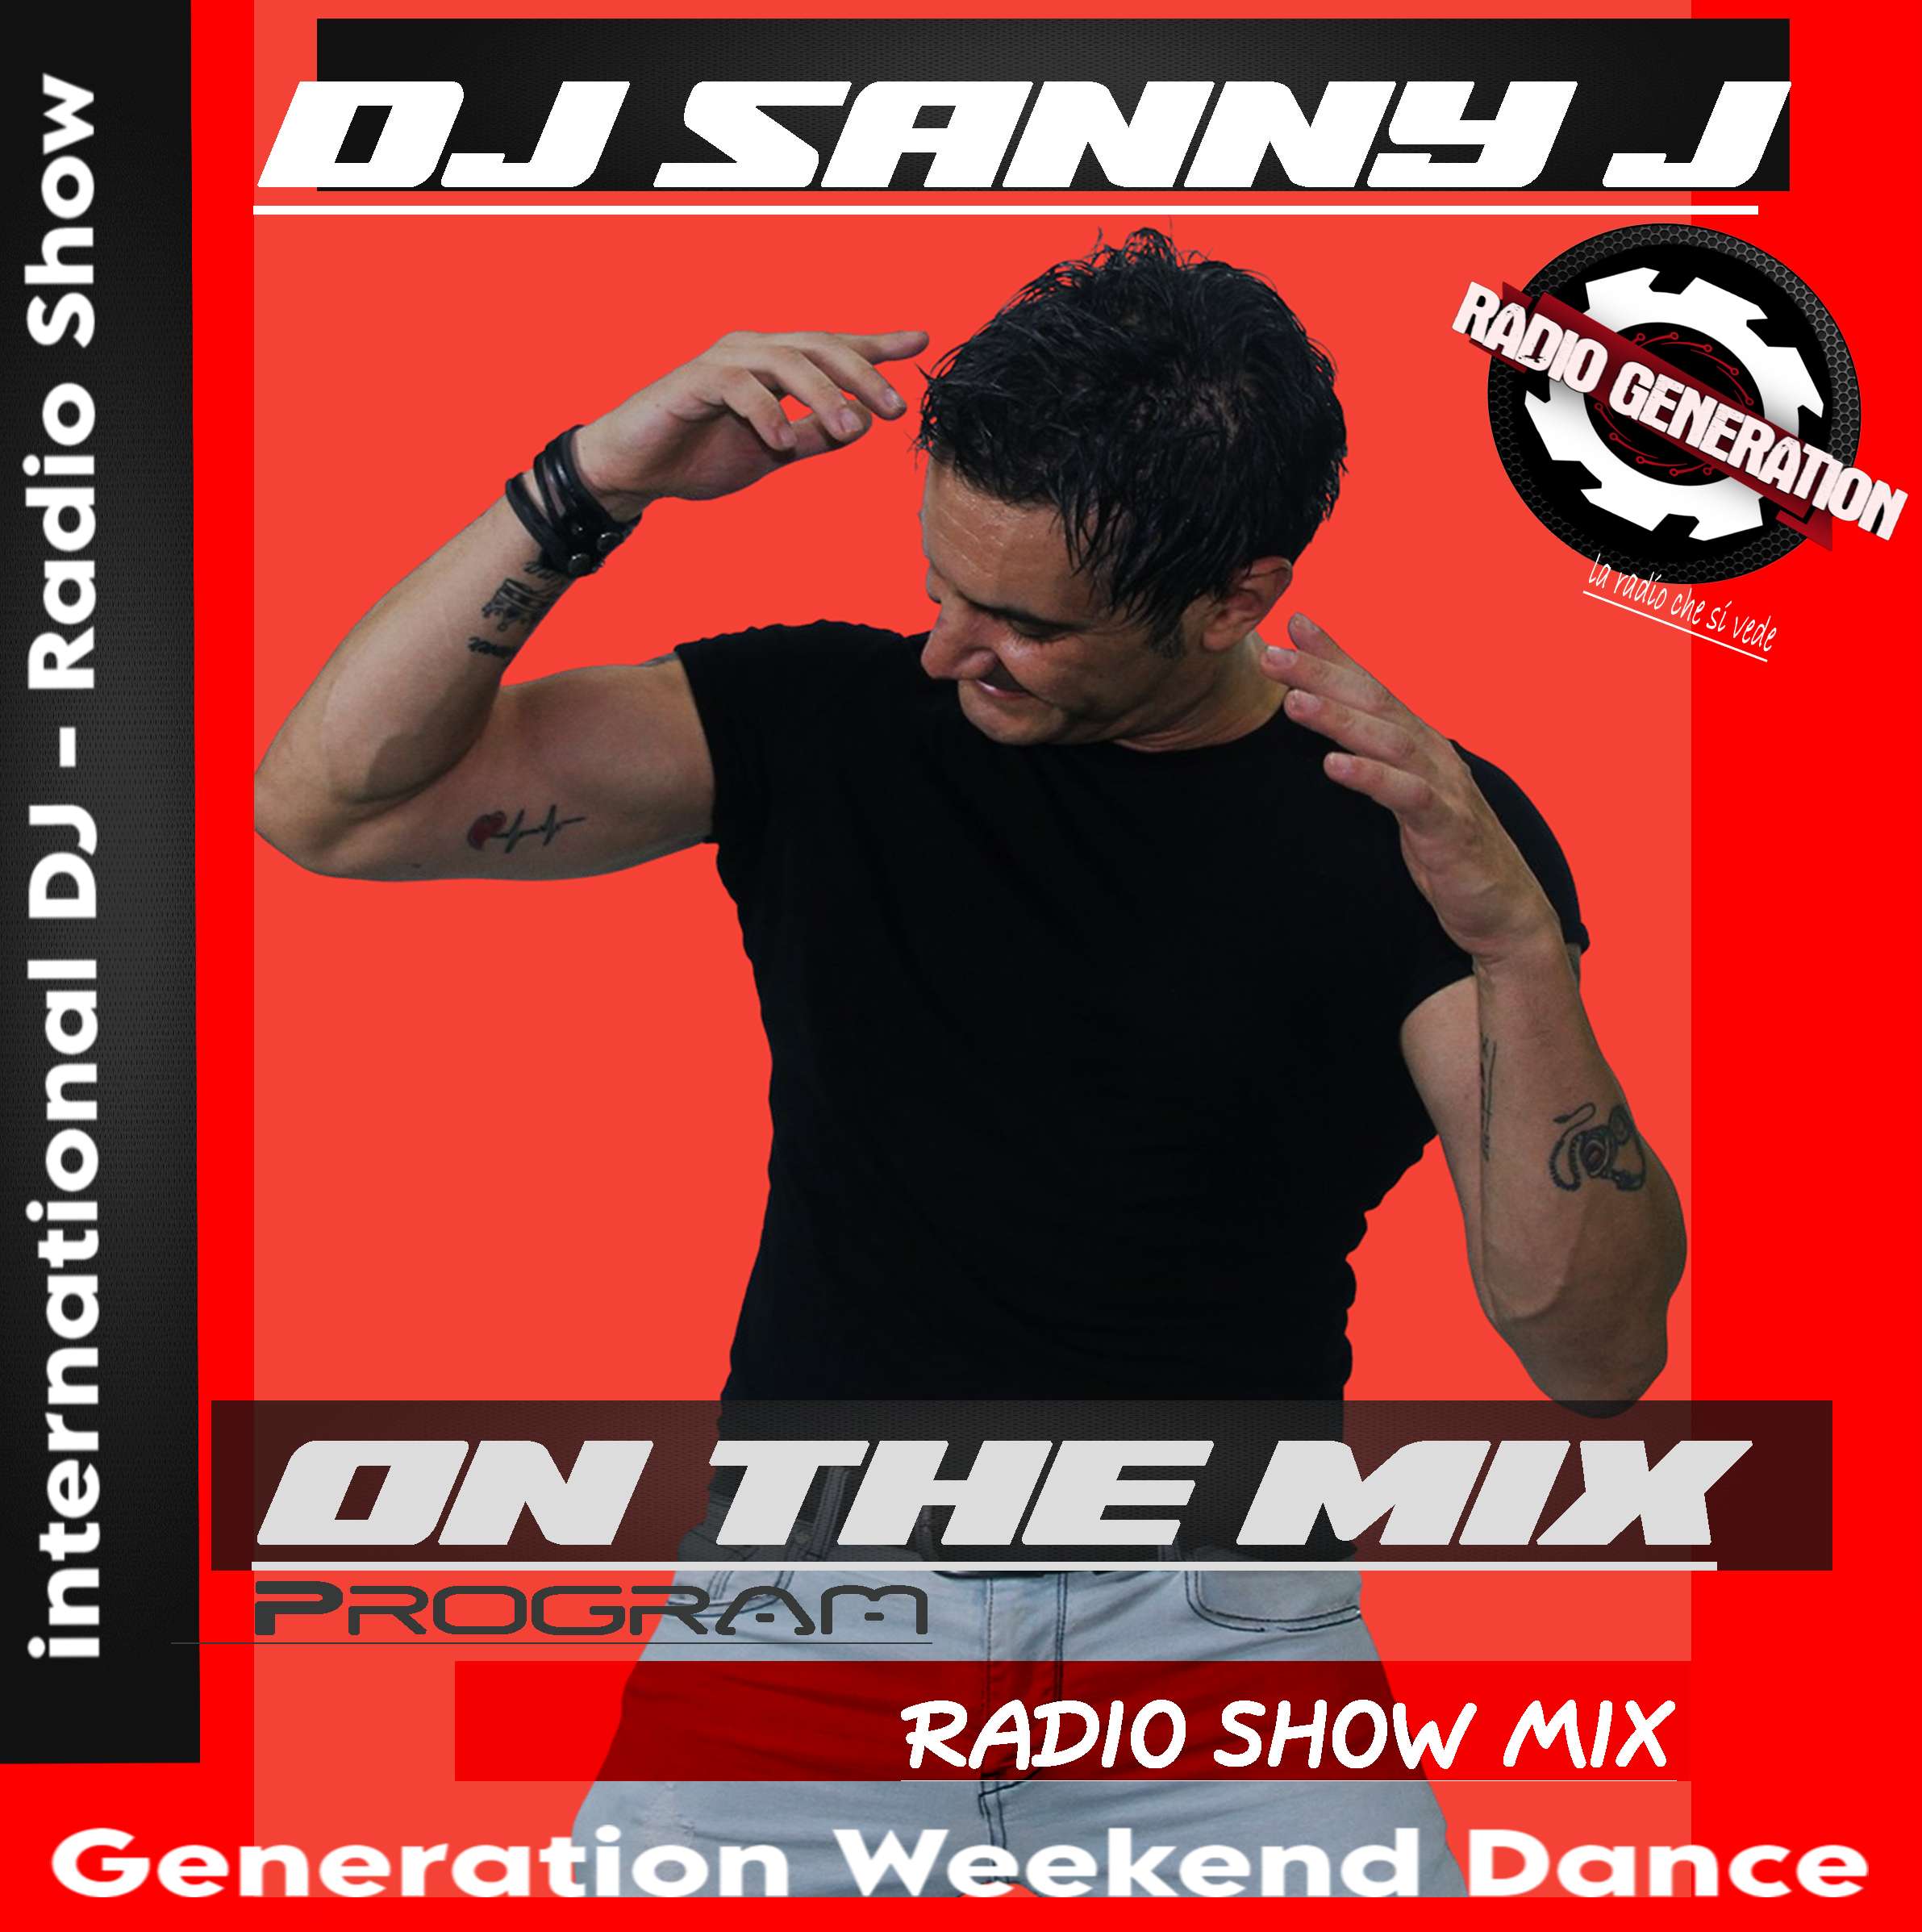 DJ SANNY J
international DJ - Radio Show
RADIO GENERATION
la radio che si vede
ON THE MIX
PROGRAM
RADIO SHOW MIX
Generation Weekend Dance